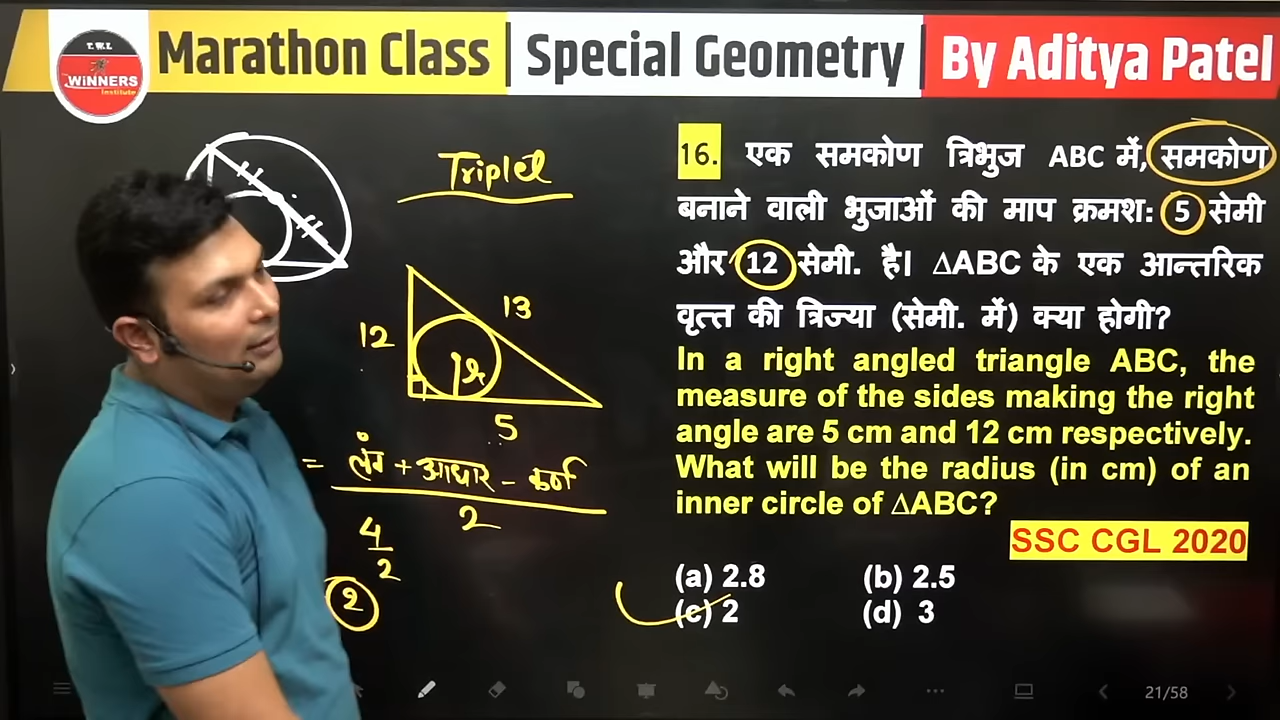 T.W.I.
WINNERS
Institute
Marathon Class | Special Geometry By Aditya Patel
Triplet
12
13
5
r
= लंब + आधार - कर्ण
2
4
2
2
16. एक समकोण त्रिभुज ABC में, समकोण
बनाने वाली भुजाओं की माप क्रमश: 5 सेमी
और 12 सेमी. है। ∆ABC के एक आन्तरिक
वृत्त की त्रिज्या (सेमी. में) क्या होगी?
In a right angled triangle ABC, the
measure of the sides making the right
angle are 5 cm and 12 cm respectively.
What will be the radius (in cm) of an
inner circle of ∆ABC?
SSC CGL 2020
(a) 2.8 (b) 2.5
(c) 2 (d) 3
21/58